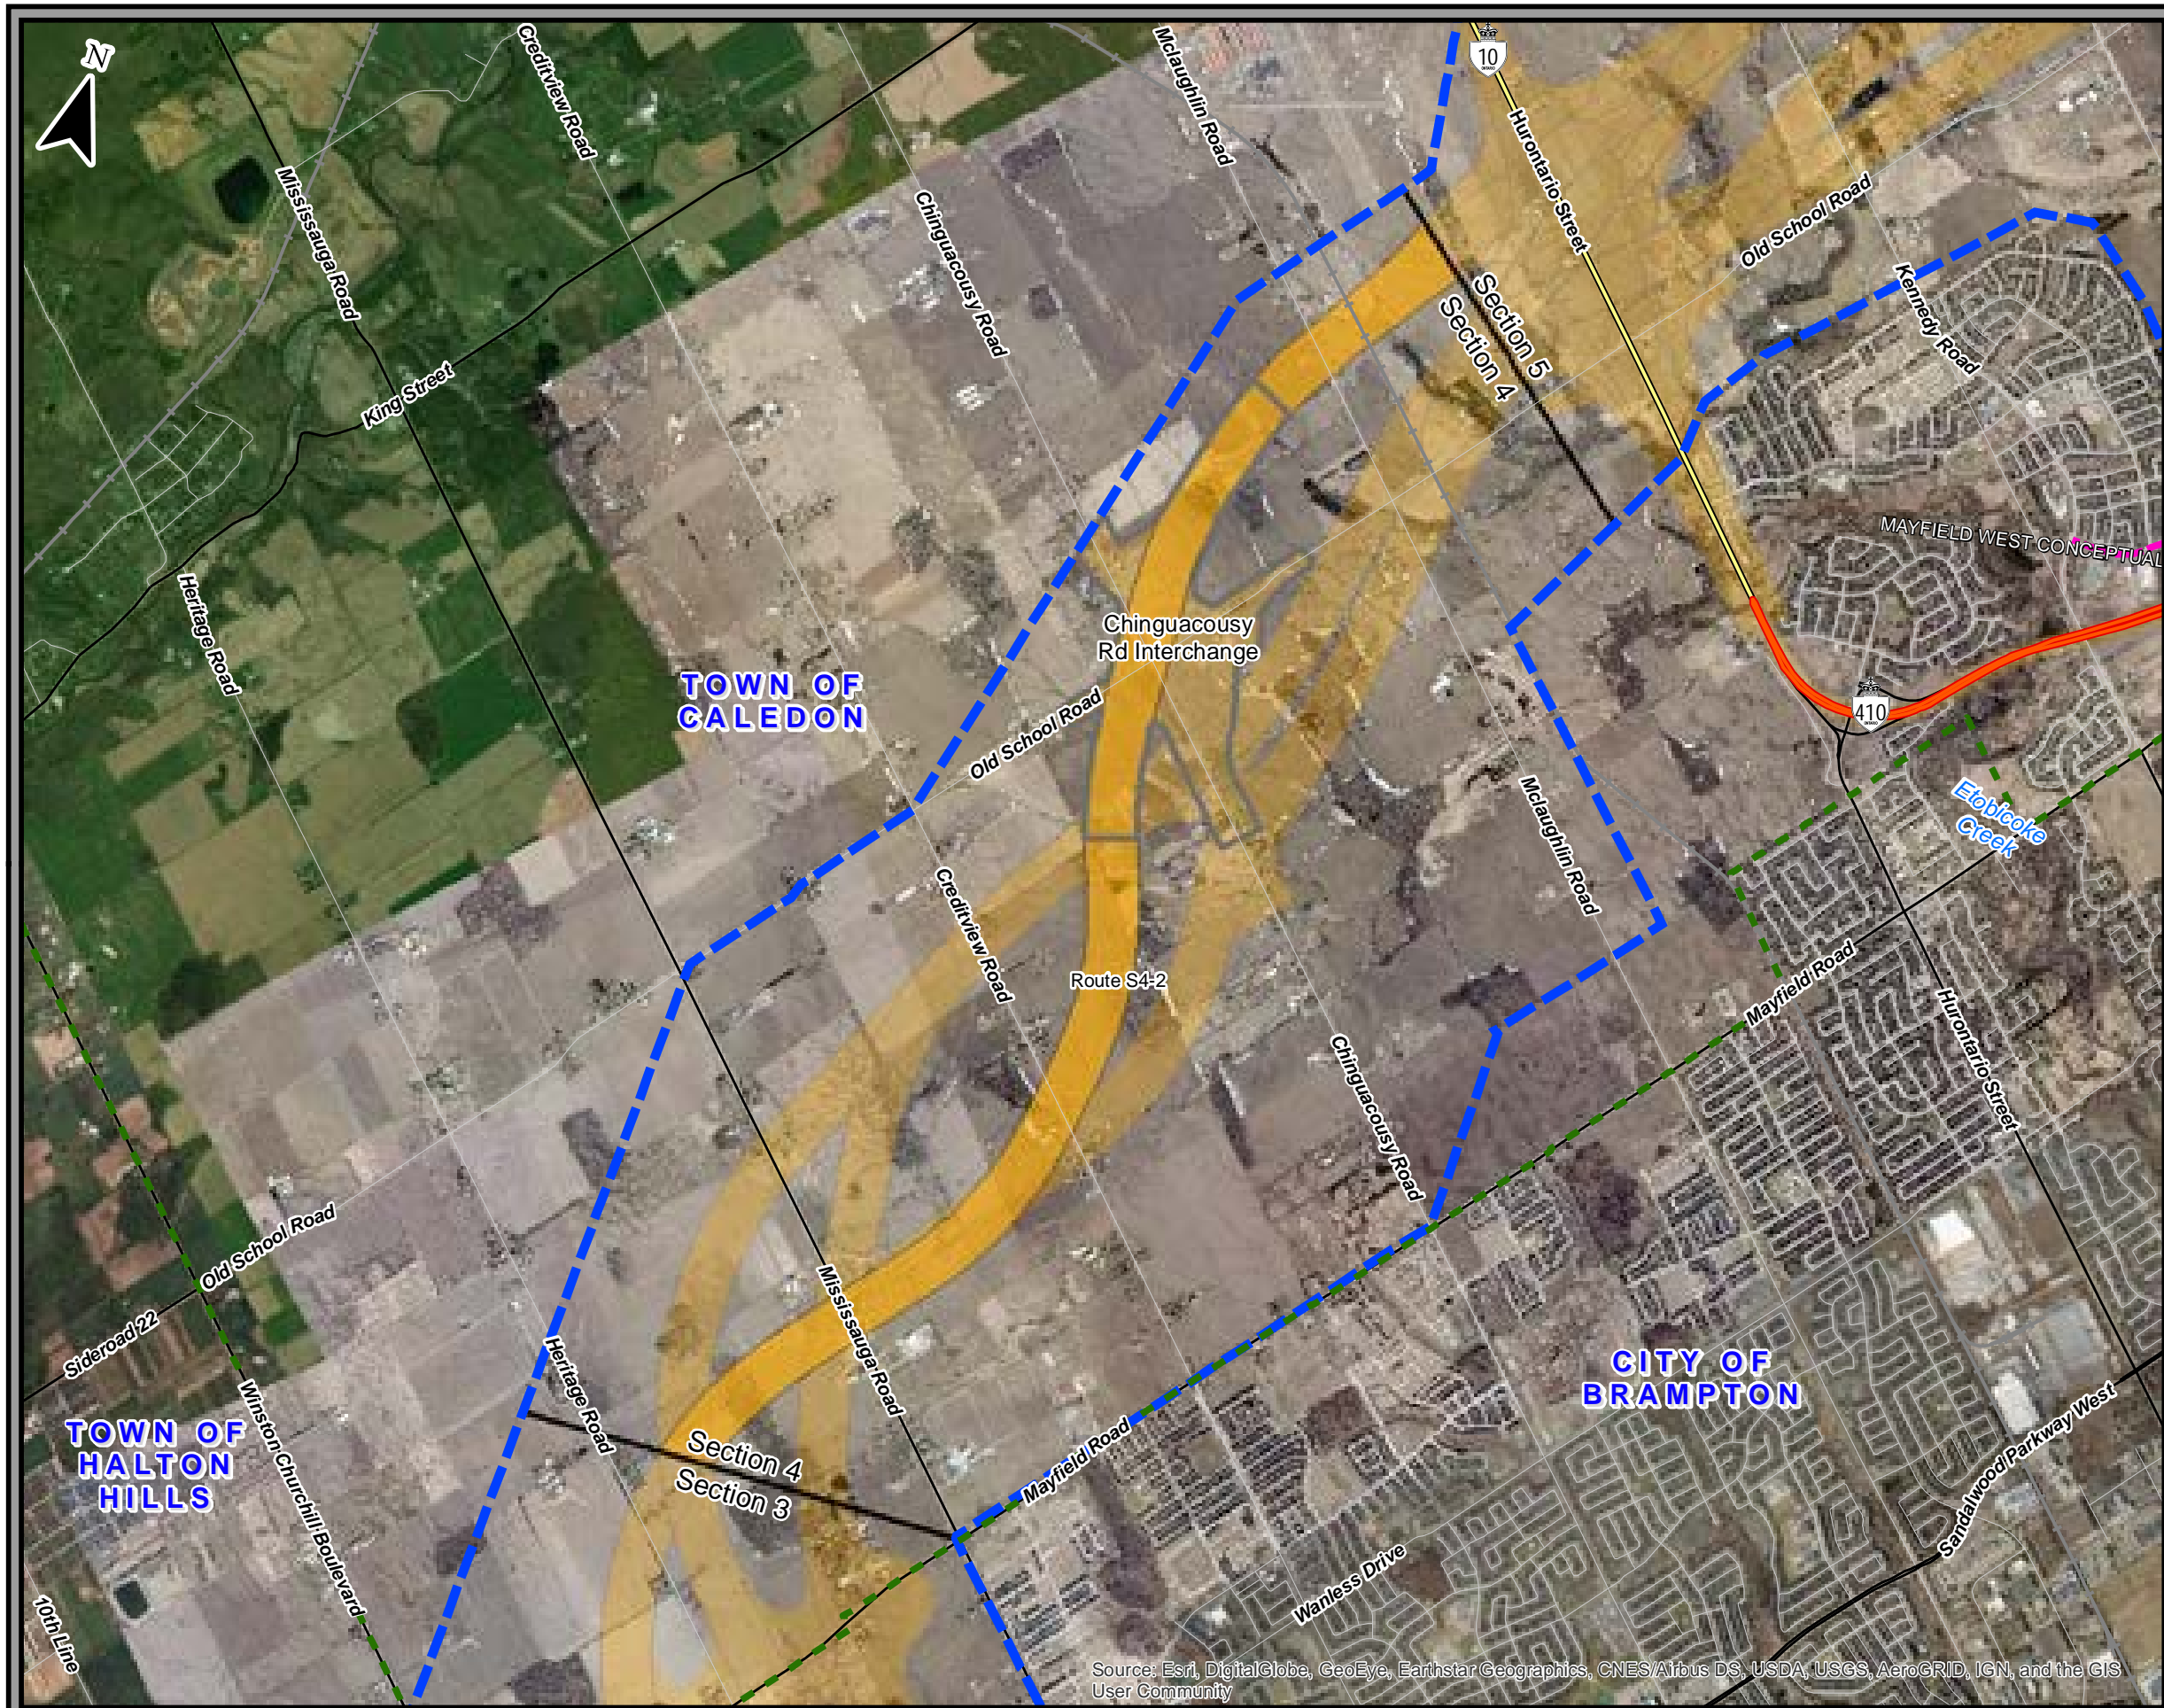 N
Creditview Road
Mclaughlin Road
10
ONTARIO
Hurontario Street
Mississauga Road
Chinguacousy Road
Old School Road
Kennedy Road
Section 5
Section 4
King Street
MAYFIELD WEST CONCEPTUAL
Heritage Road
Chinguacousy
Rd Interchange
TOWN OF
CALEDON
Old School Road
410
ONTARIO
Mclaughlin Road
Etobicoke
Creek
Creditview Road
Route S4-2
Mayfield Road
Hurontario Street
Chinguacousy Road
Old School Road
Mississauga Road
Sideroad 22
Heritage Road
CITY OF
BRAMPTON
Winston Churchill Boulevard
TOWN OF
HALTON
HILLS
Section 4
Section 3
Mayfield Road
Sandalwood Parkway West
Wanless Drive
10th Line
Source: Esri, DigitalGlobe, GeoEye, Earthstar Geographics, CNES/Airbus DS, USDA, USGS, AeroGRID, IGN, and the GIS
User Community